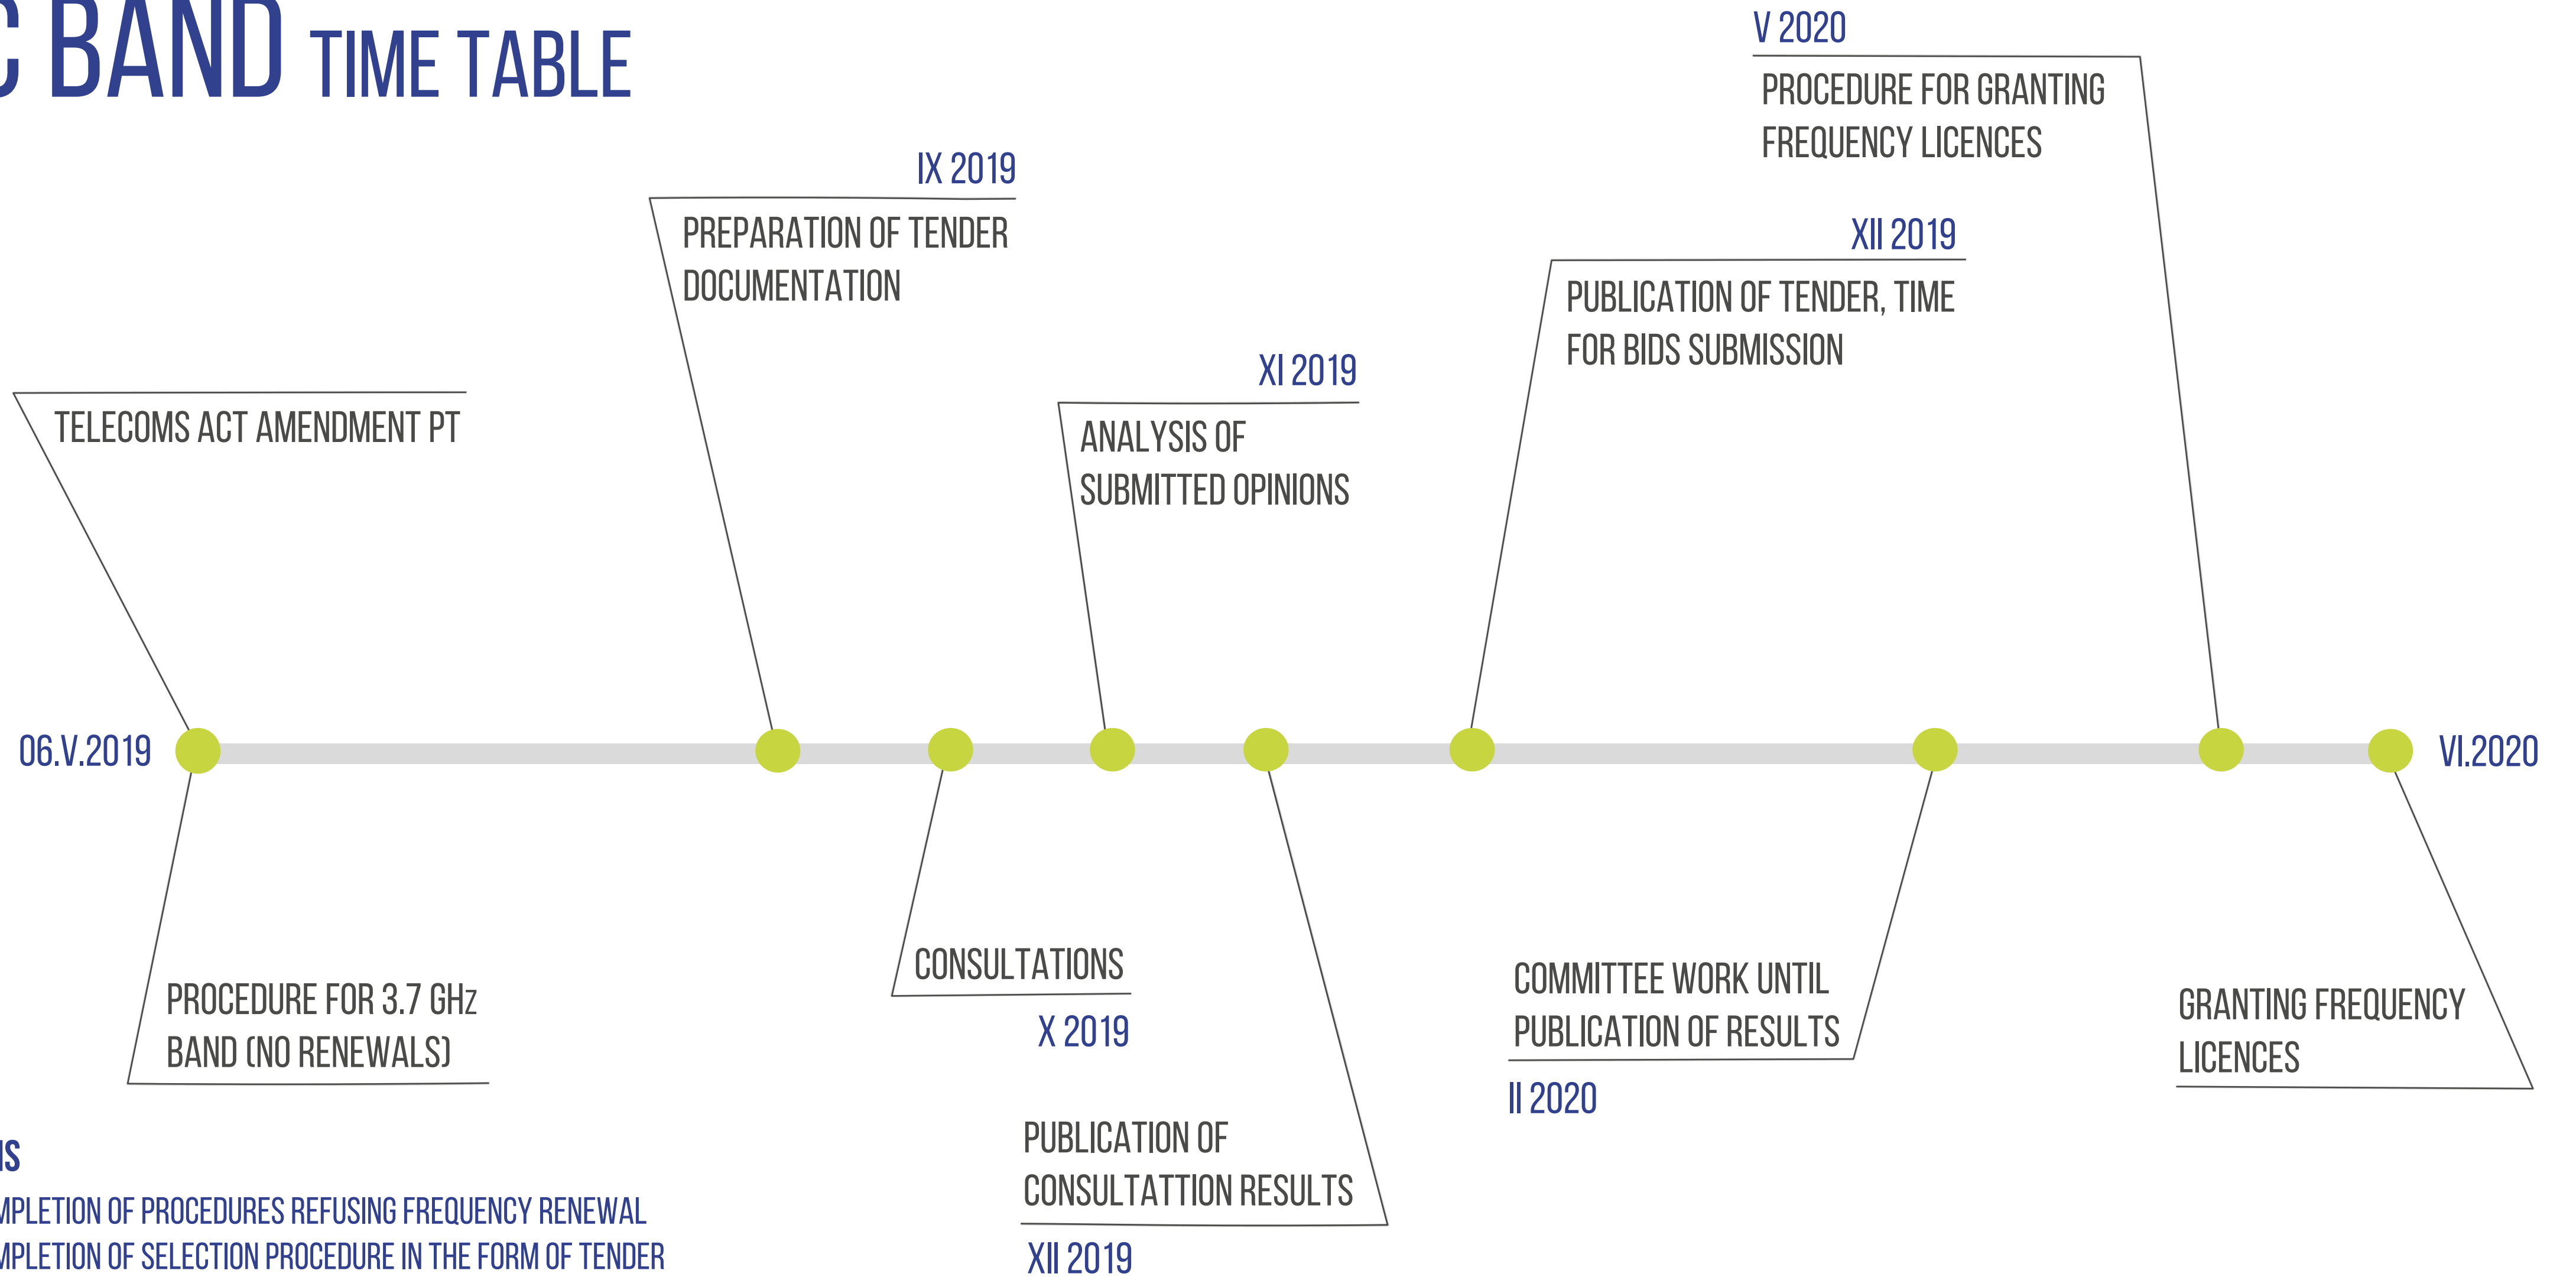 C BAND TIME TABLE
V 2020
PROCEDURE FOR GRANTING
FREQUENCY LICENCES
IX 2019
PREPARATION OF TENDER
DOCUMENTATION
XII 2019
PUBLICATION OF TENDER, TIME
FOR BIDS SUBMISSION
XI 2019
ANALYSIS OF
SUBMITTED OPINIONS
TELECOMS ACT AMENDMENT PT
06.V.2019
VI.2020
PROCEDURE FOR 3.7 GHz
BAND (NO RENEWALS)
CONSULTATIONS
X 2019
COMMITTEE WORK UNTIL
PUBLICATION OF RESULTS
II 2020
GRANTING FREQUENCY
LICENCES
PUBLICATION OF
CONSULTATTION RESULTS
XII 2019
OF PROCEDURES REFUSING FREQUENCY RENEWAL
OF SELECTION PROCEDURE IN THE FORM OF TENDER